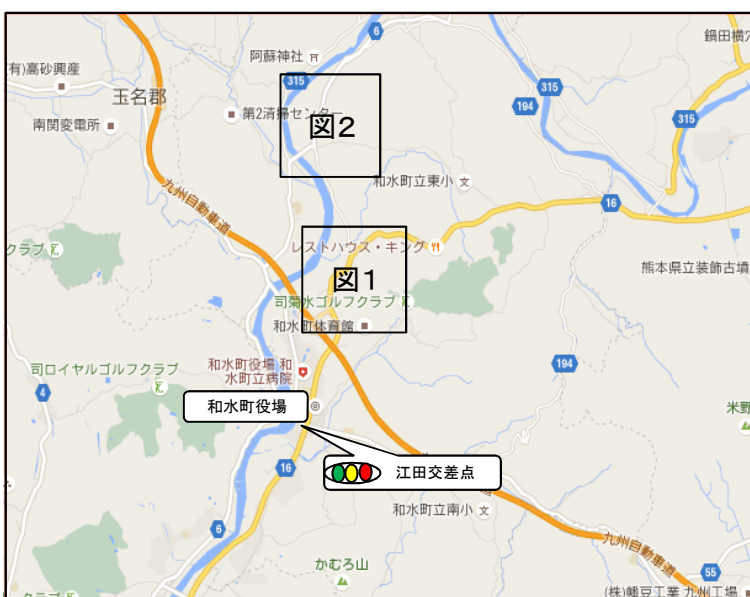 6
鍋田横穴
阿蘇神社
(有)高砂興産
315
315
玉名郡
194
第2清掃センター
315
図2
南関変電所
和水町立東小
九州自動車道
16
クラブ
レストハウス・キング
熊本県立装飾古墳
図1
司菊水ゴルフクラブ
和水町体育館
司ロイヤルゴルフクラブ
和水町役場 和
水町立病院
194
4
和水町役場
米野
16
江田交差点
和水町立南小
6
九州自動車道
かむろ山
55
クラブ
(株)幡豆工業 九州工場